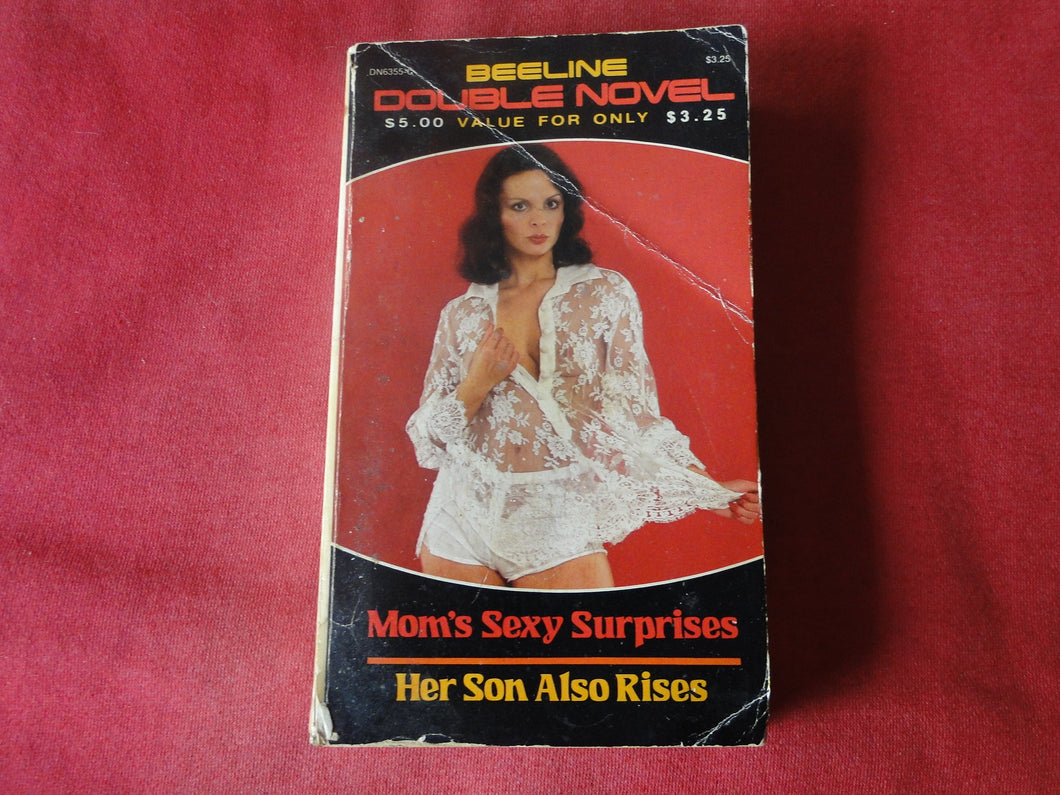 DN6355-C
$3.25
BEELINE
DOUBLE NOVEL
$5.00 VALUE FOR ONLY $3.25
Mom's Sexy Surprises
Her Son Also Rises